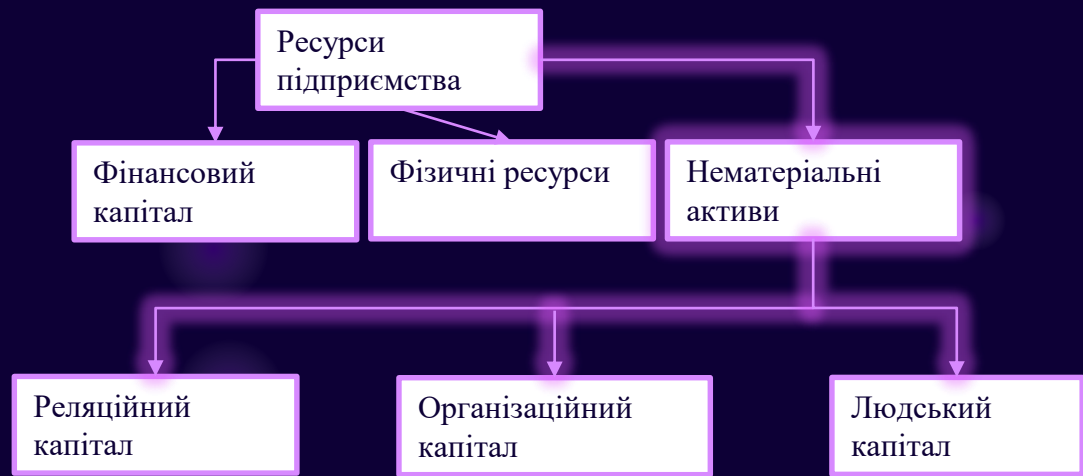 Ресурси
підприємства
Фінансовий
капітал
Фізичні ресурси
Нематеріальні
активи
Реляційний
капітал
Організаційний
капітал
Людський
капітал